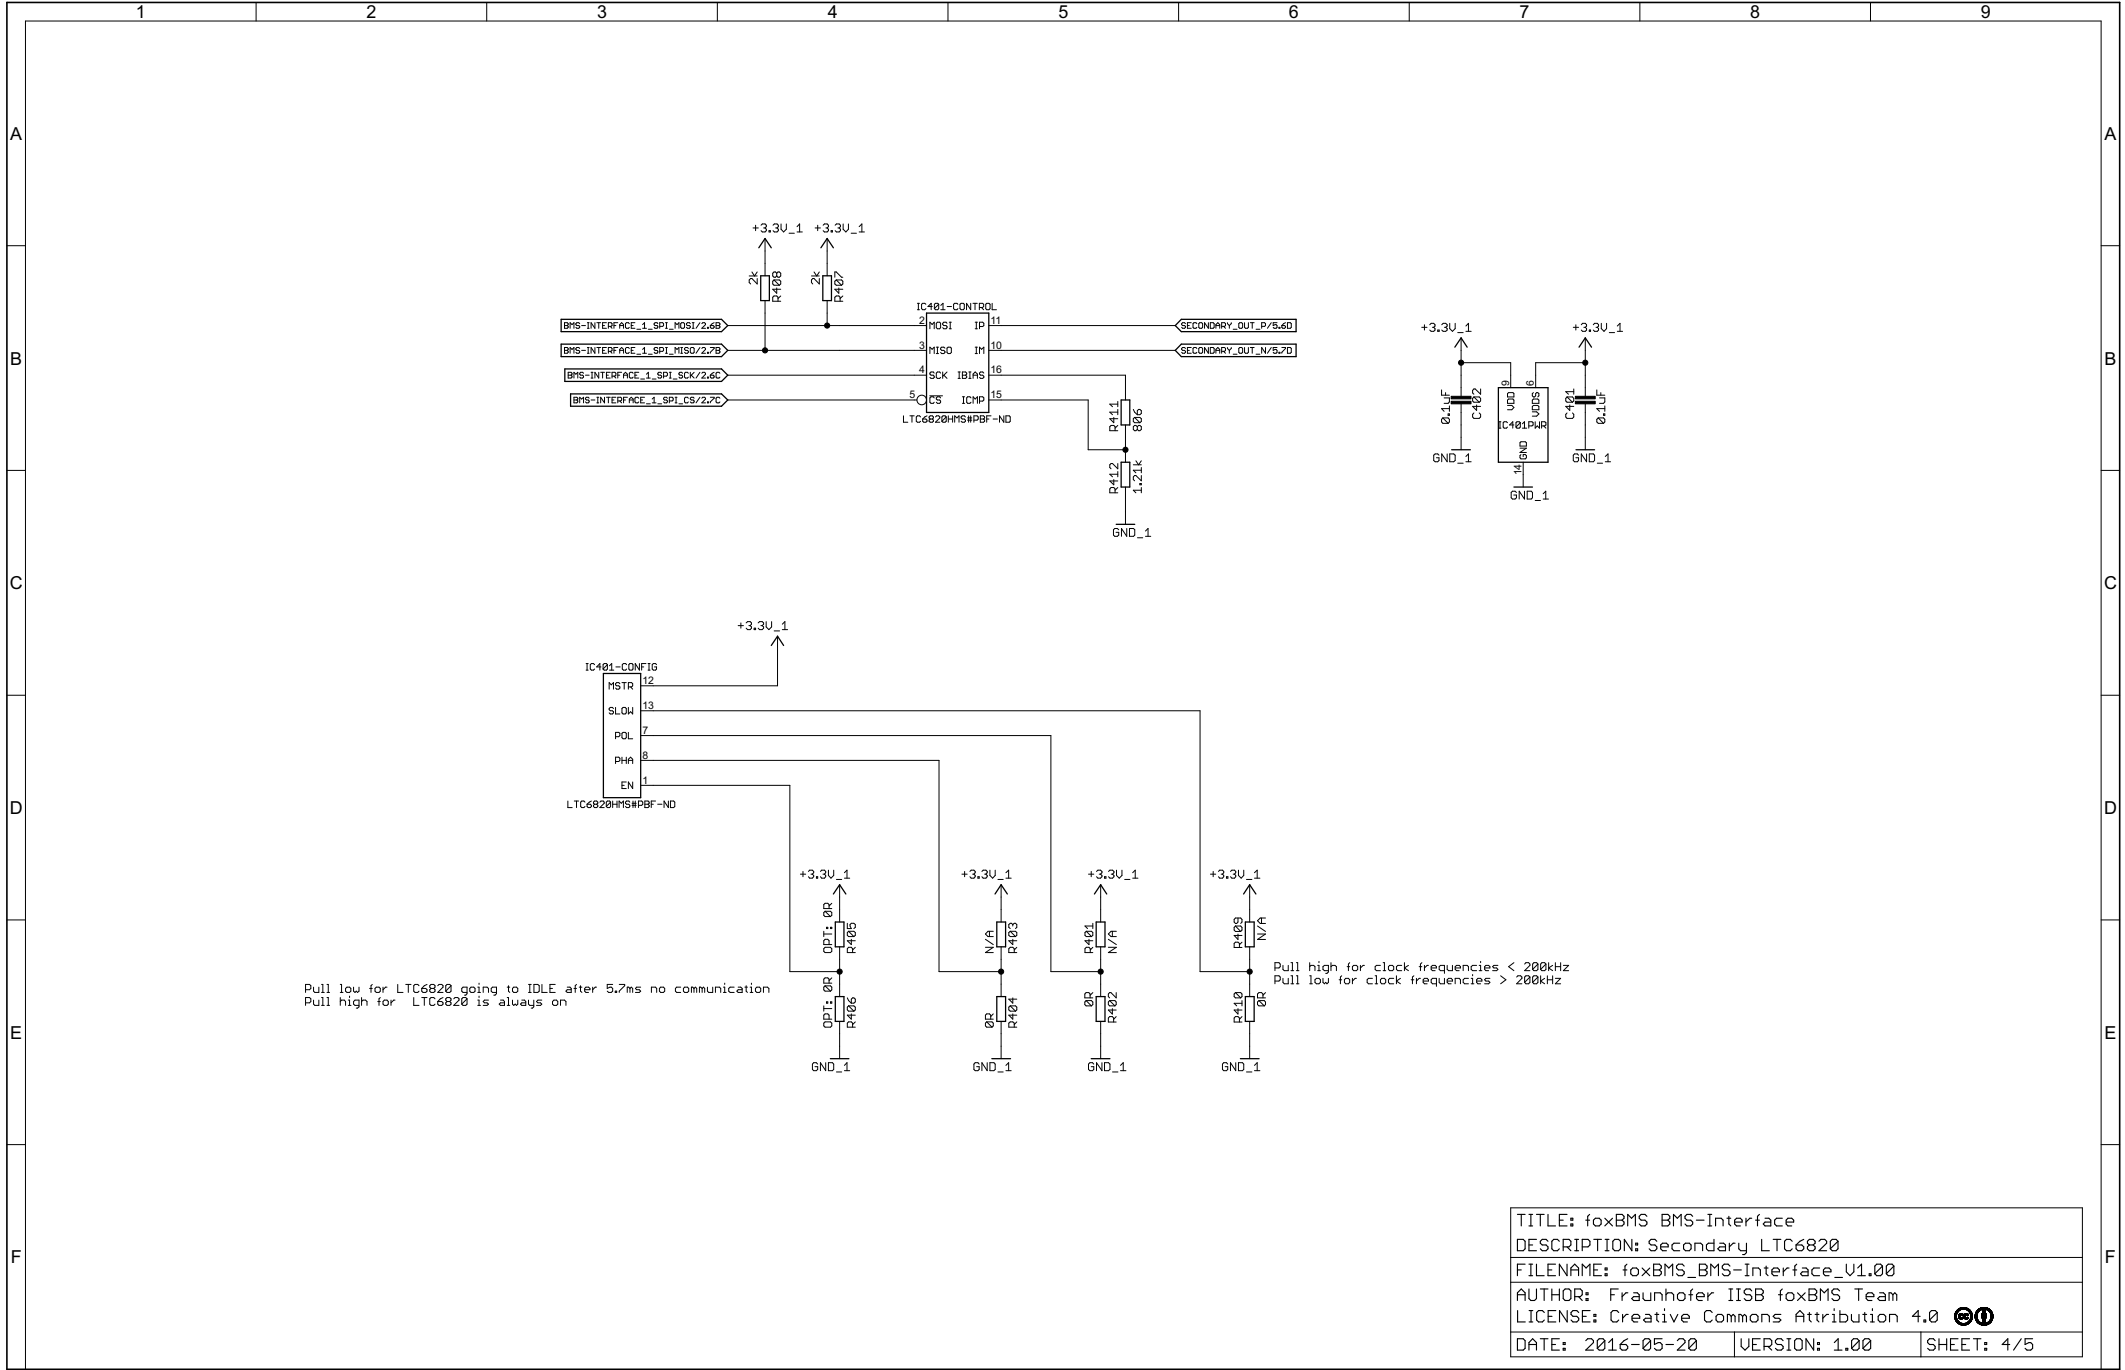 1 2 3 4 5 6 7 8 9
A A
+3.3V_1 +3.3V_1
2k R408 2k R407
IC401-CONTROL
BMS-INTERFACE_1_SPI_MOSI/2.6B 2 MOSI IP 11 SECONDARY_OUT_P/5.6D
BMS-INTERFACE_1_SPI_MISO/2.7B 3 MISO IM 10 SECONDARY_OUT_N/5.7D
BMS-INTERFACE_1_SPI_SCK/2.6C 4 SCK IBIAS 16
BMS-INTERFACE_1_SPI_CS/2.7C 5 CS ICMP 15
LTC6820HMS#PBF-ND
R411 806
R412 1.21k
GND_1
+3.3V_1 +3.3V_1
B B
0.1uF C402 9 VDD 6 VDDS C401 0.1uF
IC401PWR
GND_1 GND GND_1
14
GND_1
C C
+3.3V_1
IC401-CONFIG
MSTR 12
SLOW 13
POL 7
PHA 8
EN 1
LTC6820HMS#PBF-ND
D D
+3.3V_1 +3.3V_1 +3.3V_1 +3.3V_1
OPT: 0R R405 N/A R403 R401 N/A R409 N/A
Pull high for clock frequencies < 200kHz
Pull low for clock frequencies > 200kHz
Pull low for LTC6820 going to IDLE after 5.7ms no communication
Pull high for LTC6820 is always on
OPT: 0R R406 0R R404 0R R402 R410 0R
E E
GND_1 GND_1 GND_1 GND_1
F F
TITLE: foxBMS BMS-Interface
DESCRIPTION: Secondary LTC6820
FILENAME: foxBMS_BMS-Interface_V1.00
AUTHOR: Fraunhofer IISB foxBMS Team
LICENSE: Creative Commons Attribution 4.0 cc
DATE: 2016-05-20 VERSION: 1.00 SHEET: 4/5